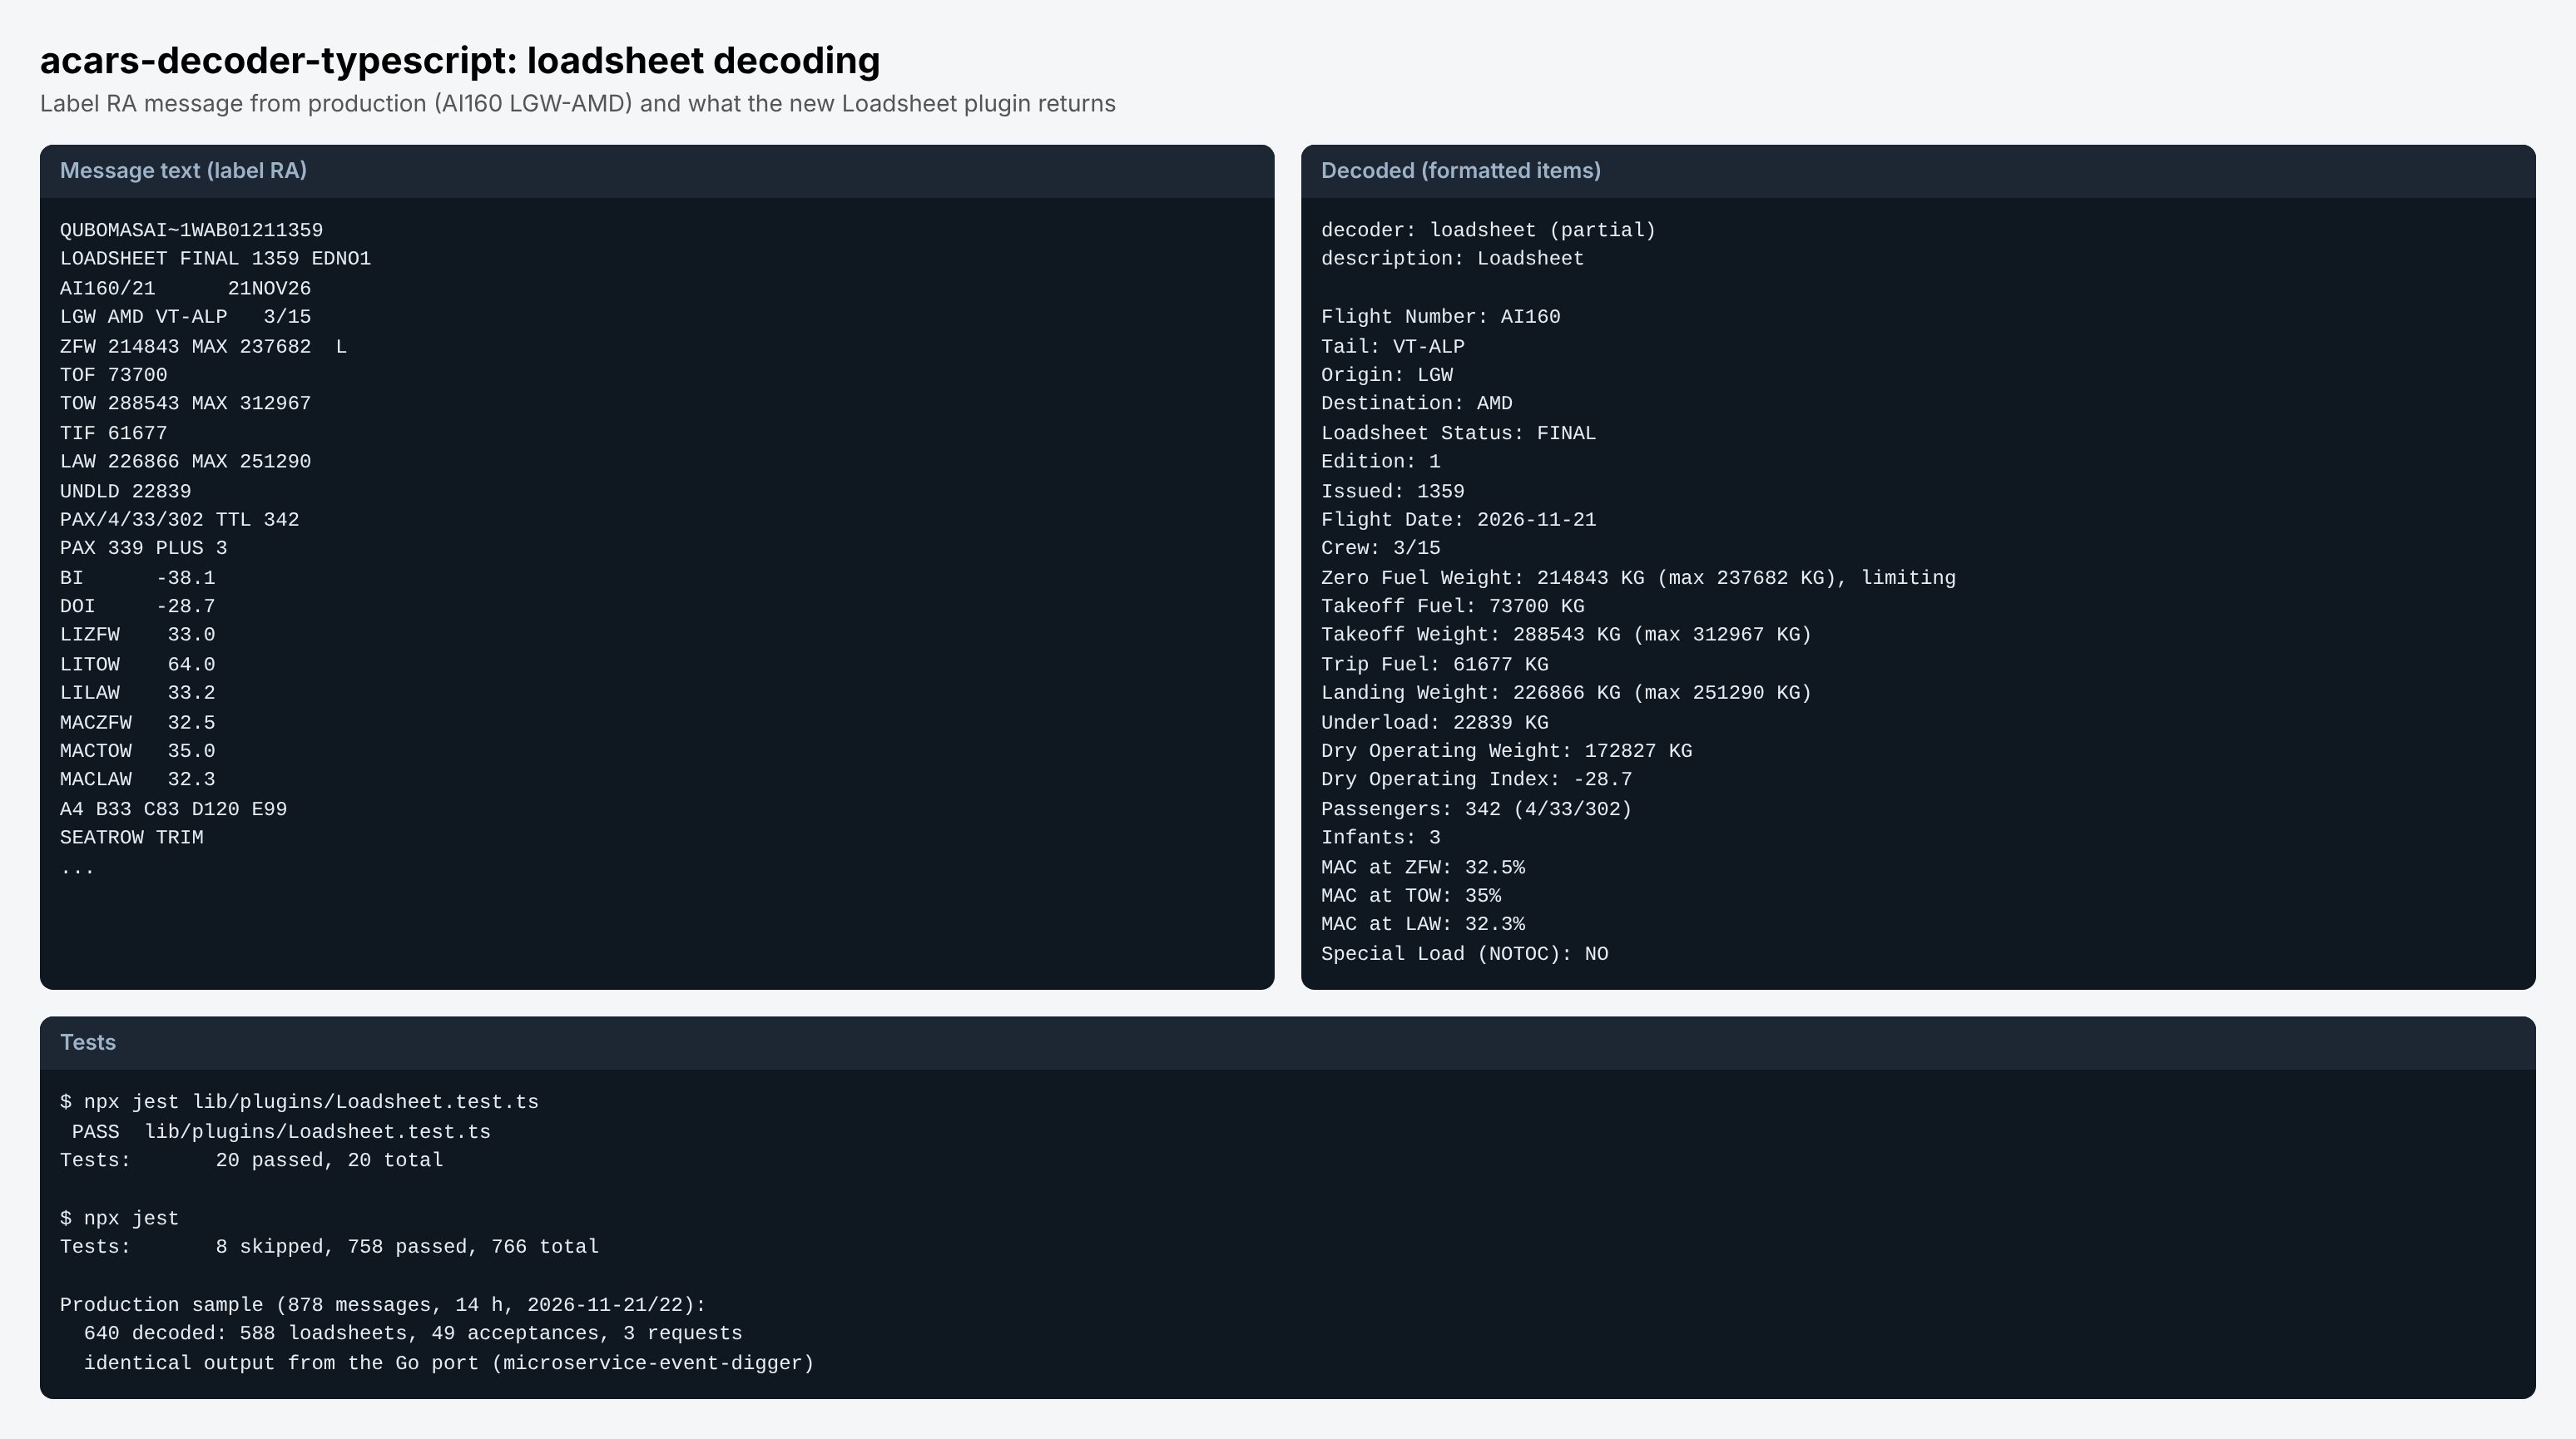 acars-decoder-typescript: loadsheet decoding
Label RA message from production (AI160 LGW-AMD) and what the new Loadsheet plugin returns
Message text (label RA)
QUBOMASAI~1WAB01211359
LOADSHEET FINAL 1359 EDNO1
AI160/21      21NOV26
LGW AMD VT-ALP   3/15
ZFW 214843 MAX 237682  L
TOF 73700
TOW 288543 MAX 312967
TIF 61677
LAW 226866 MAX 251290
UNDLD 22839
PAX/4/33/302 TTL 342
PAX 339 PLUS 3
BI      -38.1
DOI     -28.7
LIZFW    33.0
LITOW    64.0
LILAW    33.2
MACZFW   32.5
MACTOW   35.0
MACLAW   32.3
A4 B33 C83 D120 E99
SEATROW TRIM
...
Decoded (formatted items)
decoder: loadsheet (partial)
description: Loadsheet
Flight Number: AI160
Tail: VT-ALP
Origin: LGW
Destination: AMD
Loadsheet Status: FINAL
Edition: 1
Issued: 1359
Flight Date: 2026-11-21
Crew: 3/15
Zero Fuel Weight: 214843 KG (max 237682 KG), limiting
Takeoff Fuel: 73700 KG
Takeoff Weight: 288543 KG (max 312967 KG)
Trip Fuel: 61677 KG
Landing Weight: 226866 KG (max 251290 KG)
Underload: 22839 KG
Dry Operating Weight: 172827 KG
Dry Operating Index: -28.7
Passengers: 342 (4/33/302)
Infants: 3
MAC at ZFW: 32.5%
MAC at TOW: 35%
MAC at LAW: 32.3%
Special Load (NOTOC): NO
Tests
$ npx jest lib/plugins/Loadsheet.test.ts
PASS  lib/plugins/Loadsheet.test.ts
Tests:       20 passed, 20 total
$ npx jest
Tests:       8 skipped, 758 passed, 766 total
Production sample (878 messages, 14 h, 2026-11-21/22):
640 decoded: 588 loadsheets, 49 acceptances, 3 requests
identical output from the Go port (microservice-event-digger)